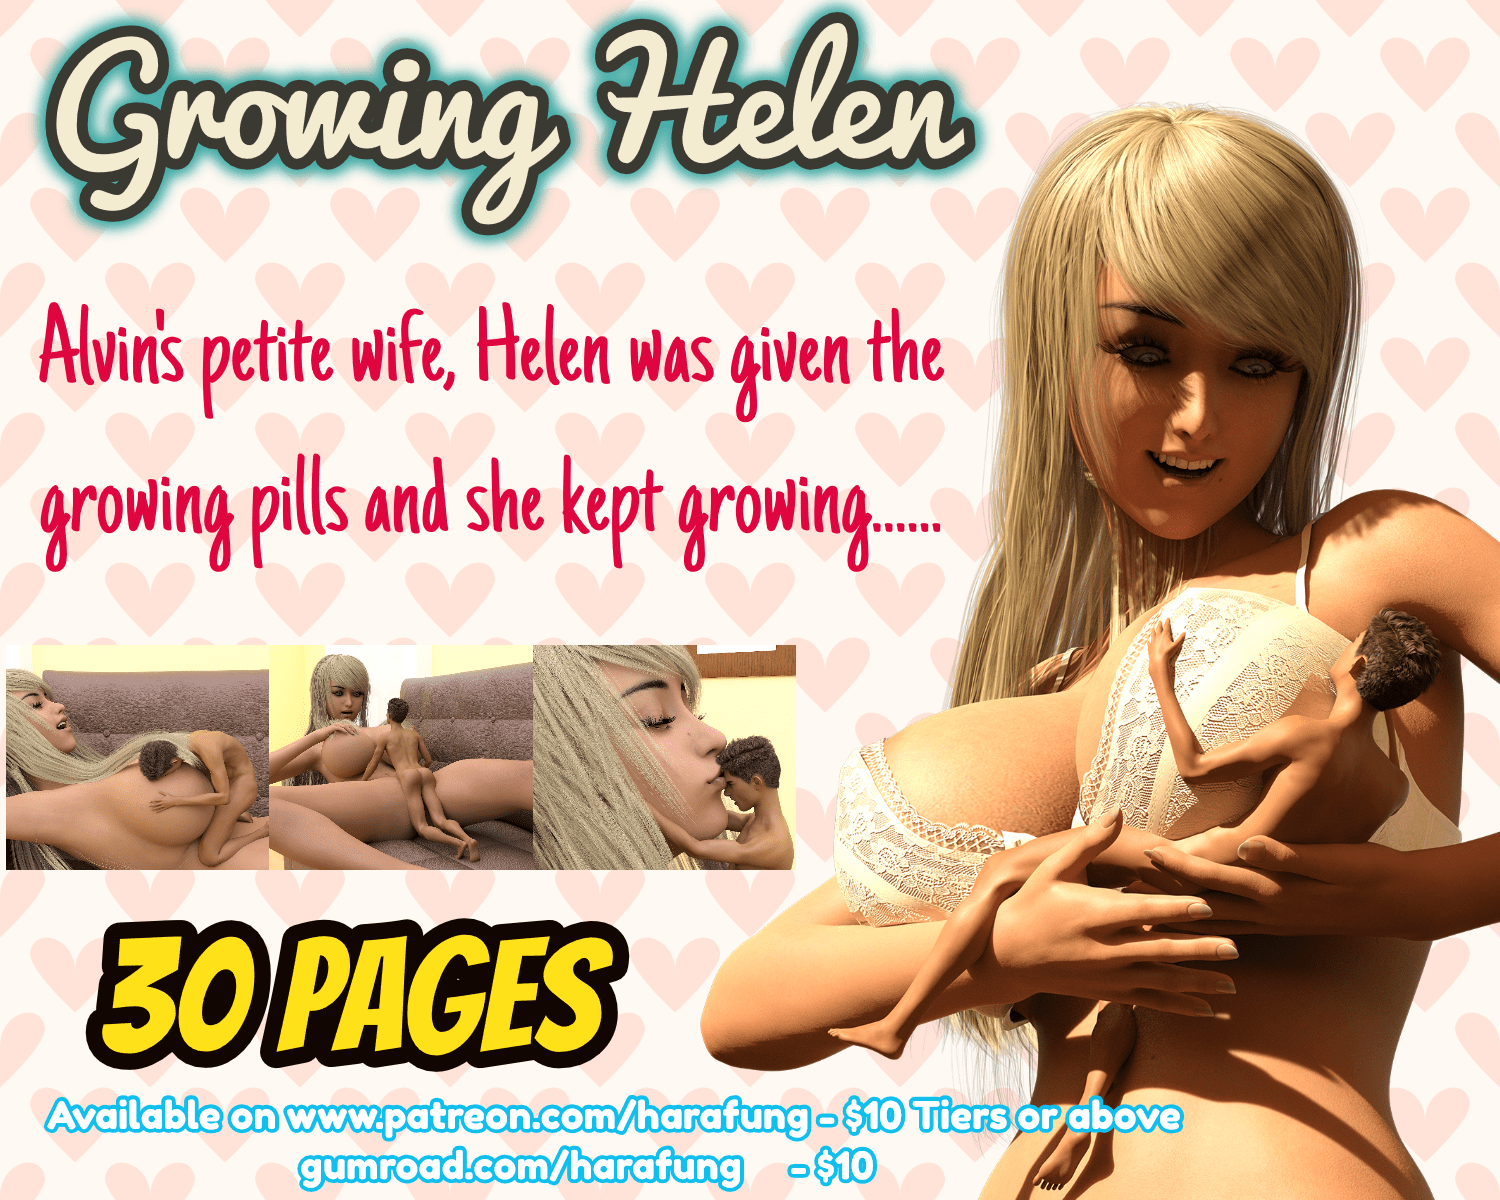 Growing Helen
Alvin's petite wife, Helen was given the
growing pills and she kept growing......
30 PAGES
Available on www.patreon.com/harafung - $10 Tiers or above
gumroad.com/harafung - $10